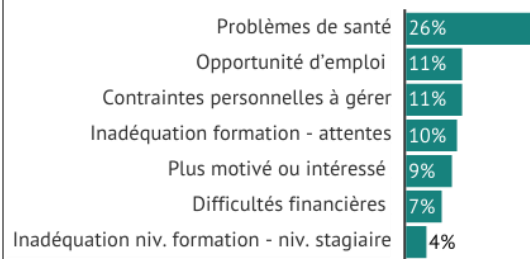 Problèmes de santé 26%
Opportunité d'emploi 11%
Contraintes personnelles à gérer 11%
Inadéquation formation - attentes 10%
Plus motivé ou intéressé 9%
Difficultés financières 7%
Inadéquation niv. formation - niv. stagiaire 4%